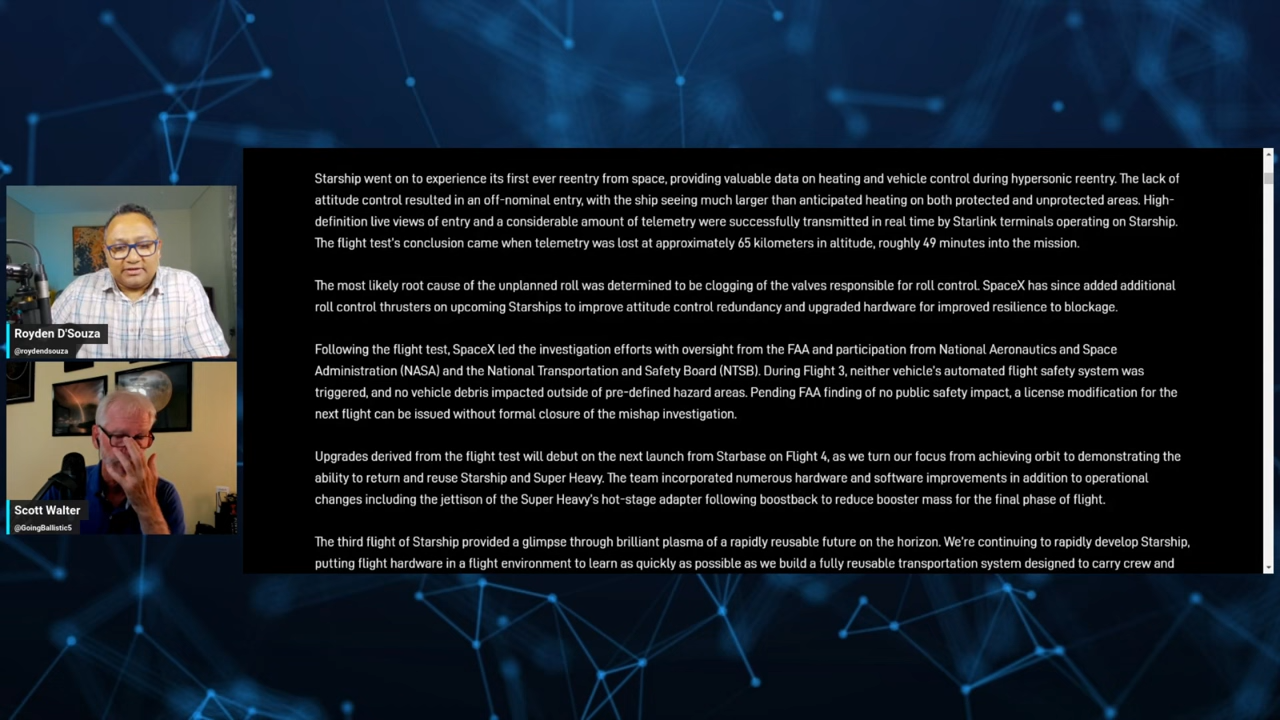 Starship went on to experience its first ever reentry from space, providing valuable data on heating and vehicle control during hypersonic reentry. The lack of
attitude control resulted in an off-nominal entry, with the ship seeing much larger than anticipated heating on both protected and unprotected areas. High-
definition live views of entry and a considerable amount of telemetry were successfully transmitted in real time by Starlink terminals operating on Starship.
The flight test's conclusion came when telemetry was lost at approximately 65 kilometers in altitude, roughly 49 minutes into the mission.
The most likely root cause of the unplanned roll was determined to be clogging of the valves responsible for roll control. SpaceX has since added additional
roll control thrusters on upcoming Starships to improve attitude control redundancy and upgraded hardware for improved resilience to blockage.
Following the flight test, SpaceX led the investigation efforts with oversight from the FAA and participation from National Aeronautics and Space
Administration (NASA) and the National Transportation and Safety Board (NTSB). During Flight 3, neither vehicle's automated flight safety system was
triggered, and no vehicle debris impacted outside of pre-defined hazard areas. Pending FAA finding of no public safety impact, a license modification for the
next flight can be issued without formal closure of the mishap investigation.
Upgrades derived from the flight test will debut on the next launch from Starbase on Flight 4, as we turn our focus from achieving orbit to demonstrating the
ability to return and reuse Starship and Super Heavy. The team incorporated numerous hardware and software improvements in addition to operational
changes including the jettison of the Super Heavy's hot-stage adapter following boostback to reduce booster mass for the final phase of flight.
The third flight of Starship provided a glimpse through brilliant plasma of a rapidly reusable future on the horizon. We're continuing to rapidly develop Starship,
putting flight hardware in a flight environment to learn as quickly as possible as we build a fully reusable transportation system designed to carry crew and
Royden D'Souza
@roydendsouza
Scott Walter
@GoingBallistic5